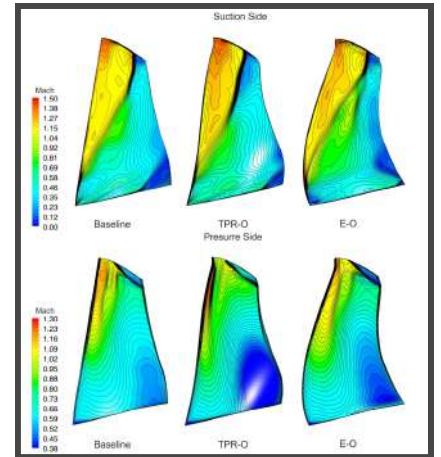 Suction Side
Mach
1.50
1.38
1.27
1.15
1.04
0.92
0.81
0.69
0.58
0.46
0.35
0.23
0.12
0.00
Baseline
TPR-O
E-O
Presurre Side
Mach
1.30
1.23
1.16
1.09
1.02
0.95
0.88
0.80
0.73
0.66
0.59
0.52
0.45
0.38
Baseline
TPR-O
E-O